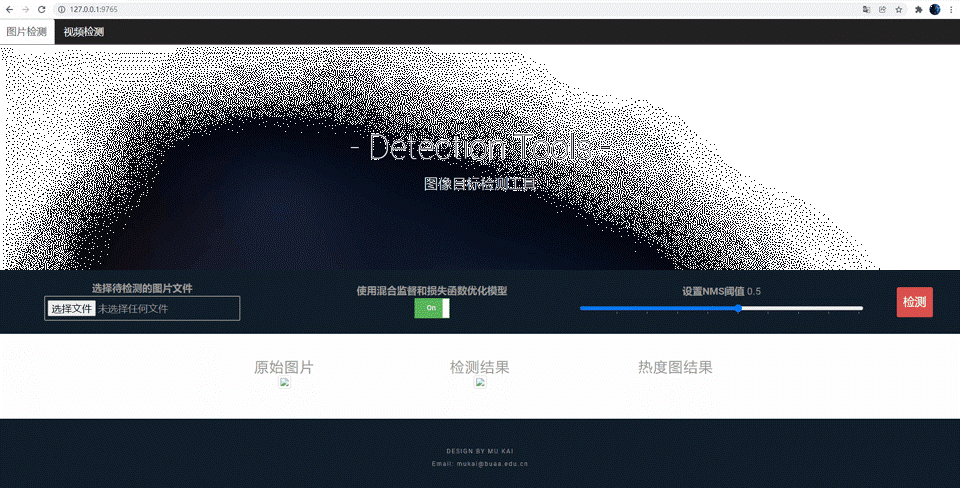 127.0.0.1:9765
图片检测 视频检测
- Detection Tools -
图像目标检测工具
选择待检测的图片文件
选择文件 未选择任何文件
使用混合监督和损失函数优化模型
On
设置NMS阈值 0.5
检测
原始图片 检测结果 热度图结果
DESIGN BY MU KAI
Email: mukai@buaa.edu.cn